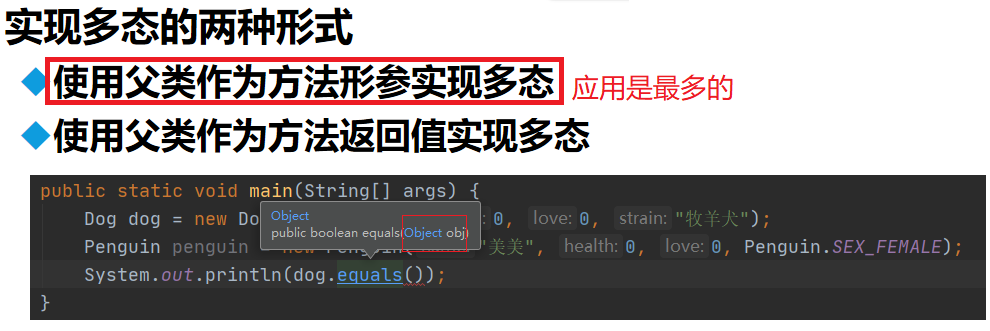 实现多态的两种形式
使用父类作为方法形参实现多态 应用是最多的
使用父类作为方法返回值实现多态
public static void main(String[] args) {
Dog dog = new Do : 0, love: 0, strain: "牧羊犬");
Object
public boolean equals(Object obj)
Penguin penguin = new Penguin( "美美", health: 0, love: 0, Penguin.SEX_FEMALE);
System.out.println(dog.equals());
}